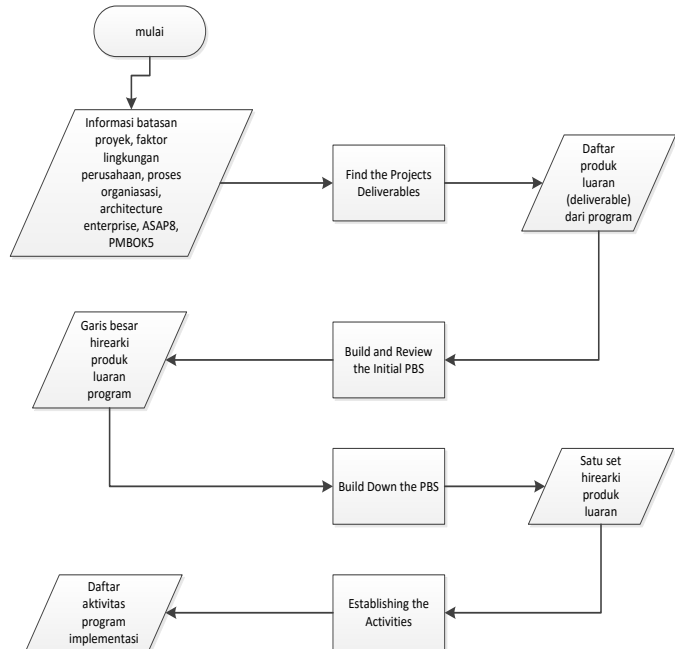 mulai
Informasi batasan
proyek, faktor
lingkungan
perusahaan, proses
organiasasi,
architecture
enterprise, ASAP8,
PMBOK5
Find the Projects
Deliverables
Daftar
produk
luaran
(deliverable)
dari program
Garis besar
hirearki
produk
luaran
program
Build and Review
the Initial PBS
Build Down the PBS
Satu set
hirearki
produk
luaran
Daftar
aktivitas
program
implementasi
Establishing the
Activities